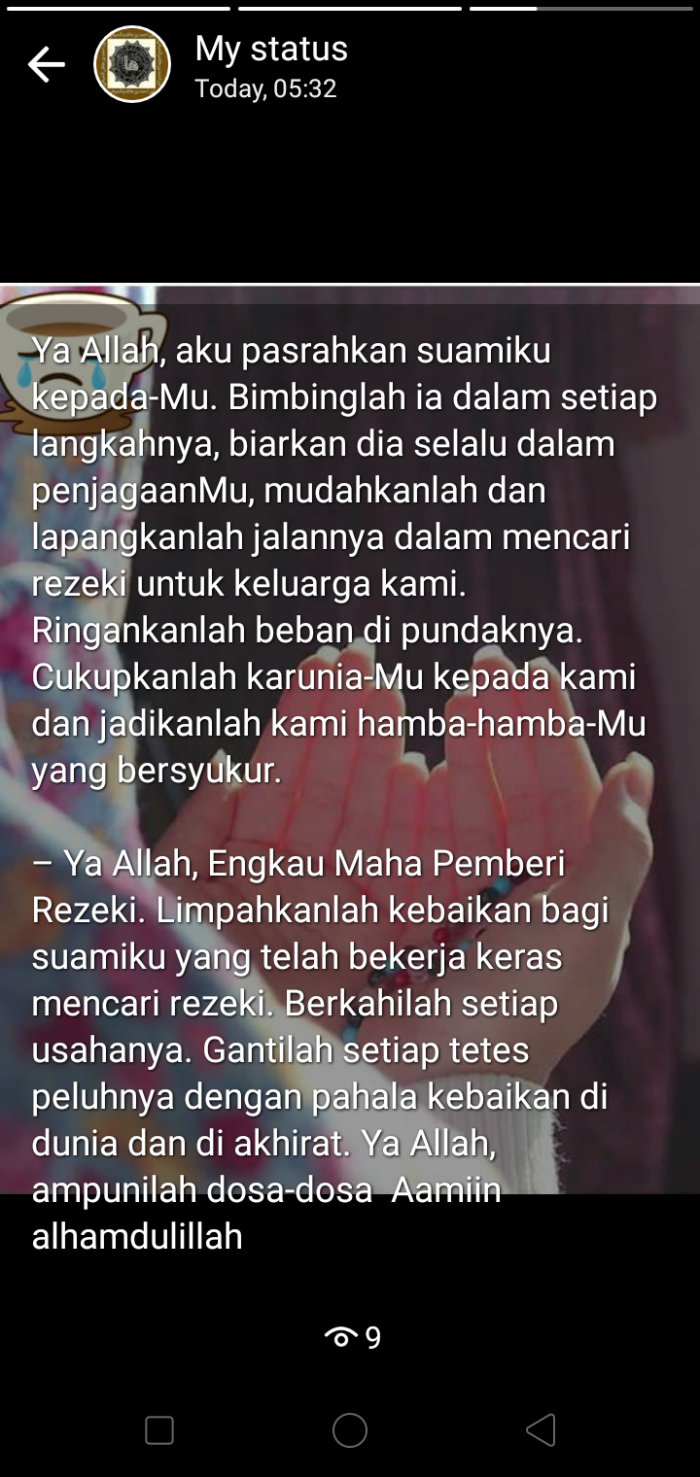 My status
Today, 05:32
Ya Allah, aku pasrahkan suamiku
kepada-Mu. Bimbinglah ia dalam setiap
langkahnya, biarkan dia selalu dalam
penjagaanMu, mudahkanlah dan
lapangkanlah jalannya dalam mencari
rezeki untuk keluarga kami.
Ringankanlah beban di pundaknya.
Cukupkanlah karunia-Mu kepada kami
dan jadikanlah kami hamba-hamba-Mu
yang bersyukur.
– Ya Allah, Engkau Maha Pemberi
Rezeki. Limpahkanlah kebaikan bagi
suamiku yang telah bekerja keras
mencari rezeki. Berkahilah setiap
usahanya. Gantilah setiap tetes
peluhnya dengan pahala kebaikan di
dunia dan di akhirat. Ya Allah,
ampunilah dosa-dosa  Aamiin
alhamdulillah
9